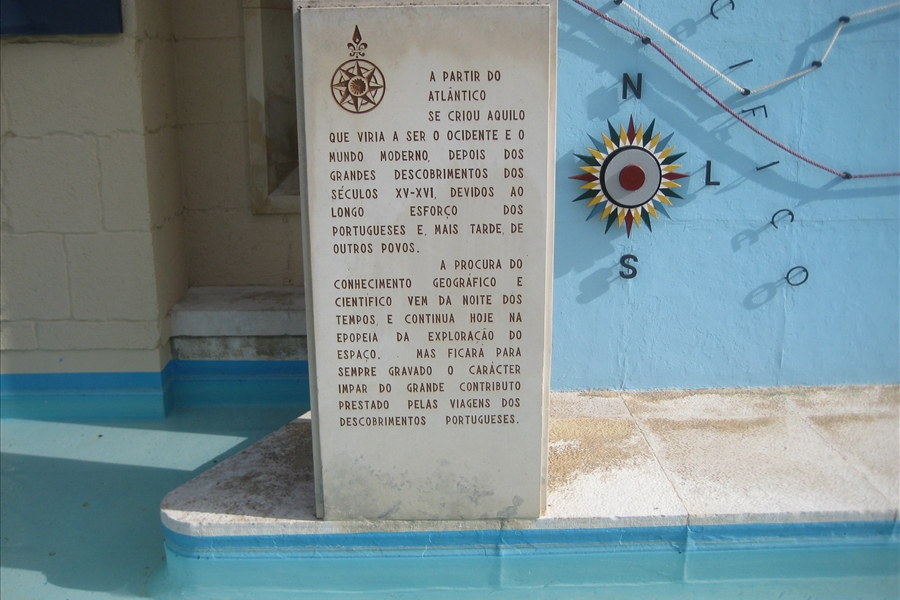 A PARTIR DO
ATLÂNTICO
SE CRIOU AQUILO
QUE VIRIA A SER O OCIDENTE E O
MUNDO MODERNO, DEPOIS DOS
GRANDES DESCOBRIMENTOS DOS
SÉCULOS XV-XVI, DEVIDOS AO
LONGO ESFORÇO DOS
PORTUGUESES E, MAIS TARDE, DE
OUTROS POVOS.
A PROCURA DO
CONHECIMENTO GEOGRÁFICO E
CIENTÍFICO VEM DA NOITE DOS
TEMPOS, E CONTINUA HOJE NA
EPOPEIA DA EXPLORAÇÃO DO
ESPAÇO. MAS FICARÁ PARA
SEMPRE GRAVADO O CARÁCTER
IMPAR DO GRANDE CONTRIBUTO
PRESTADO PELAS VIAGENS DOS
DESCOBRIMENTOS PORTUGUESES.
N
L
S
C
Í
F
I
C
O